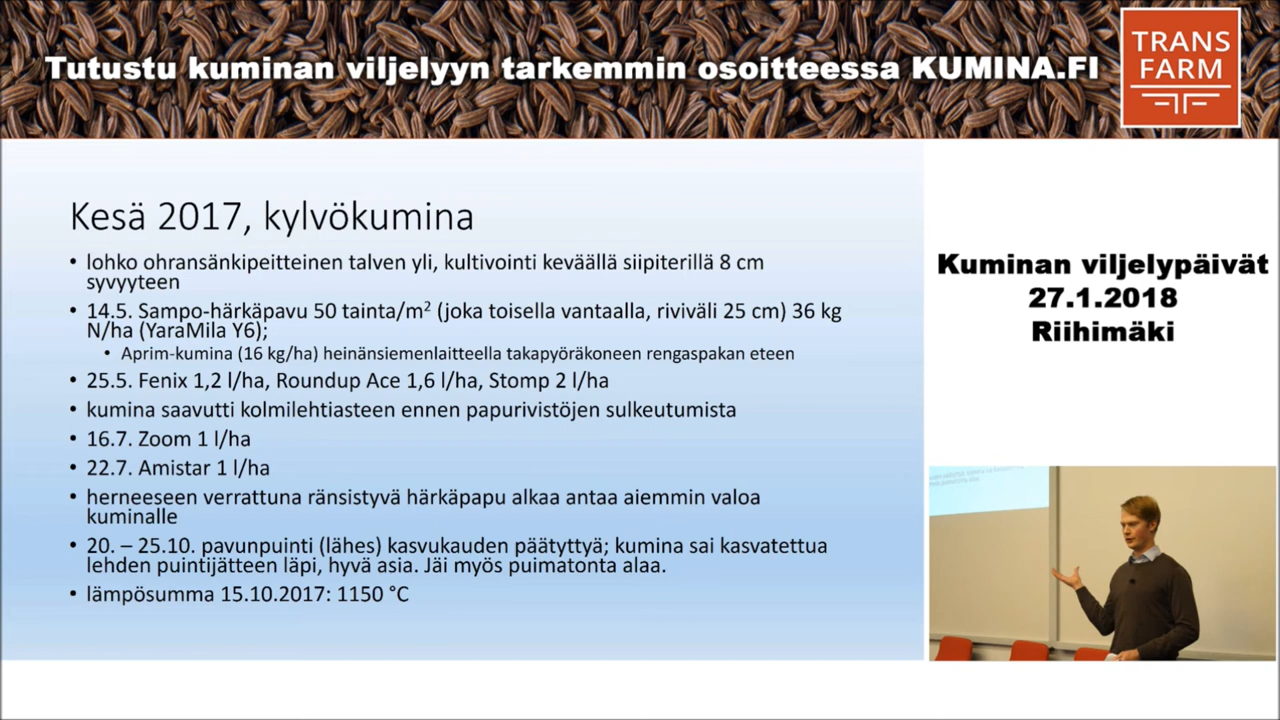 Tutustu kuminan viljelyyn tarkemmin osoitteessa KUMINA.FI
TRANS
FARM
Kesä 2017, kylvökumina
• lohko ohransänkipeitteinen talven yli, kultivointi keväällä siipiterillä 8 cm
syvyyteen
• 14.5. Sampo-härkäpavu 50 tainta/m² (joka toisella vantaalla, riviväli 25 cm) 36 kg
N/ha (YaraMila Y6);
• Aprim-kumina (16 kg/ha) heinänsiemenlaitteella takapyöräkoneen rengaspakan eteen
• 25.5. Fenix 1,2 l/ha, Roundup Ace 1,6 l/ha, Stomp 2 l/ha
• kumina saavutti kolmilehtiasteen ennen papurivistöjen sulkeutumista
• 16.7. Zoom 1 l/ha
• 22.7. Amistar 1 l/ha
• herneeseen verrattuna ränsistyvä härkäpapu alkaa antaa aiemmin valoa
kuminalle
• 20. – 25.10. pavunpuinti (lähes) kasvukauden päätyttyä; kumina sai kasvatettua
lehden puintijätteen läpi, hyvä asia. Jäi myös puimatonta alaa.
• lämpösumma 15.10.2017: 1150 °C
Kuminan viljelypäivät
27.1.2018
Riihimäki